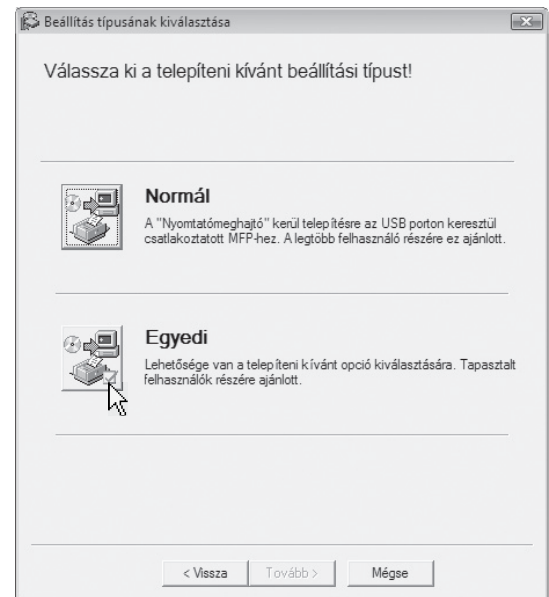 Beállítás típusának kiválasztása
Válassza ki a telepíteni kívánt beállítási típust!
Normál
A "Nyomtatómeghajtó" kerül telepítésre az USB porton keresztül
csatlakoztatott MFP-hez. A legtöbb felhasználó részére ez ajánlott.
Egyedi
Lehetősége van a telepíteni kívánt opció kiválasztására. Tapasztalt
felhasználók részére ajánlott.
< Vissza
Tovább >
Mégse